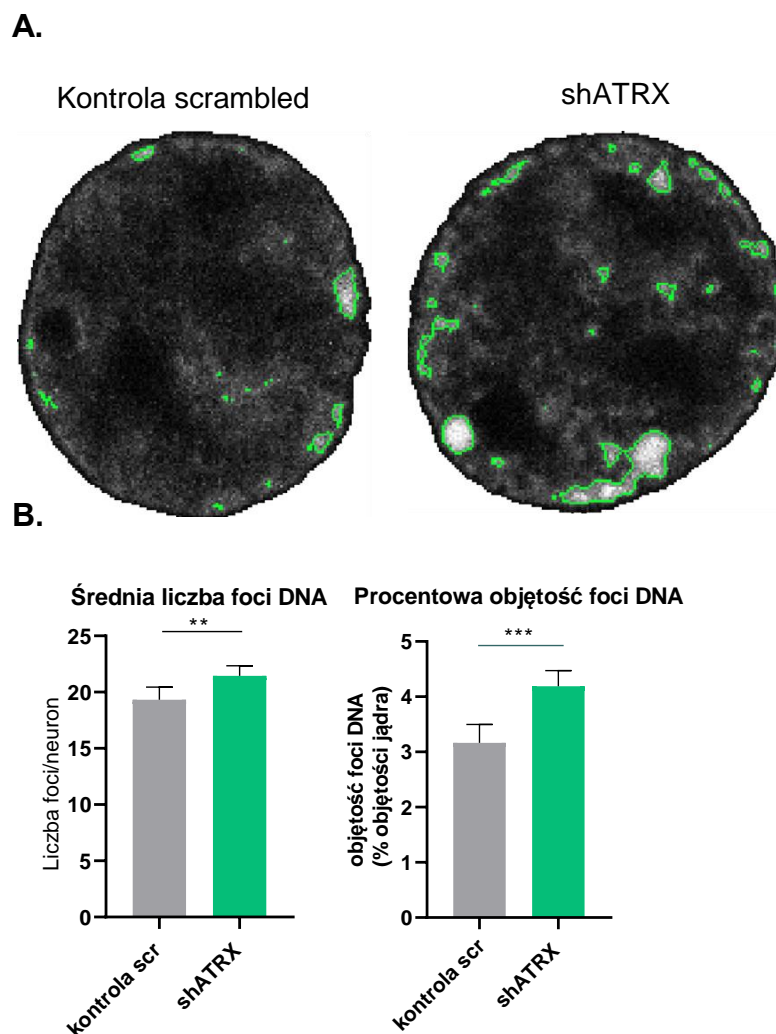 A.
Kontrola scrambled
shATRX
B.
Średnia liczba foci DNA
**
25
20
15
10
5
0
Liczba foci/neuron
kontrola scr
shATRX
Procentowa objętość foci DNA
***
5
4
3
2
1
0
objętość foci DNA
(% objętości jądra)
kontrola scr
shATRX